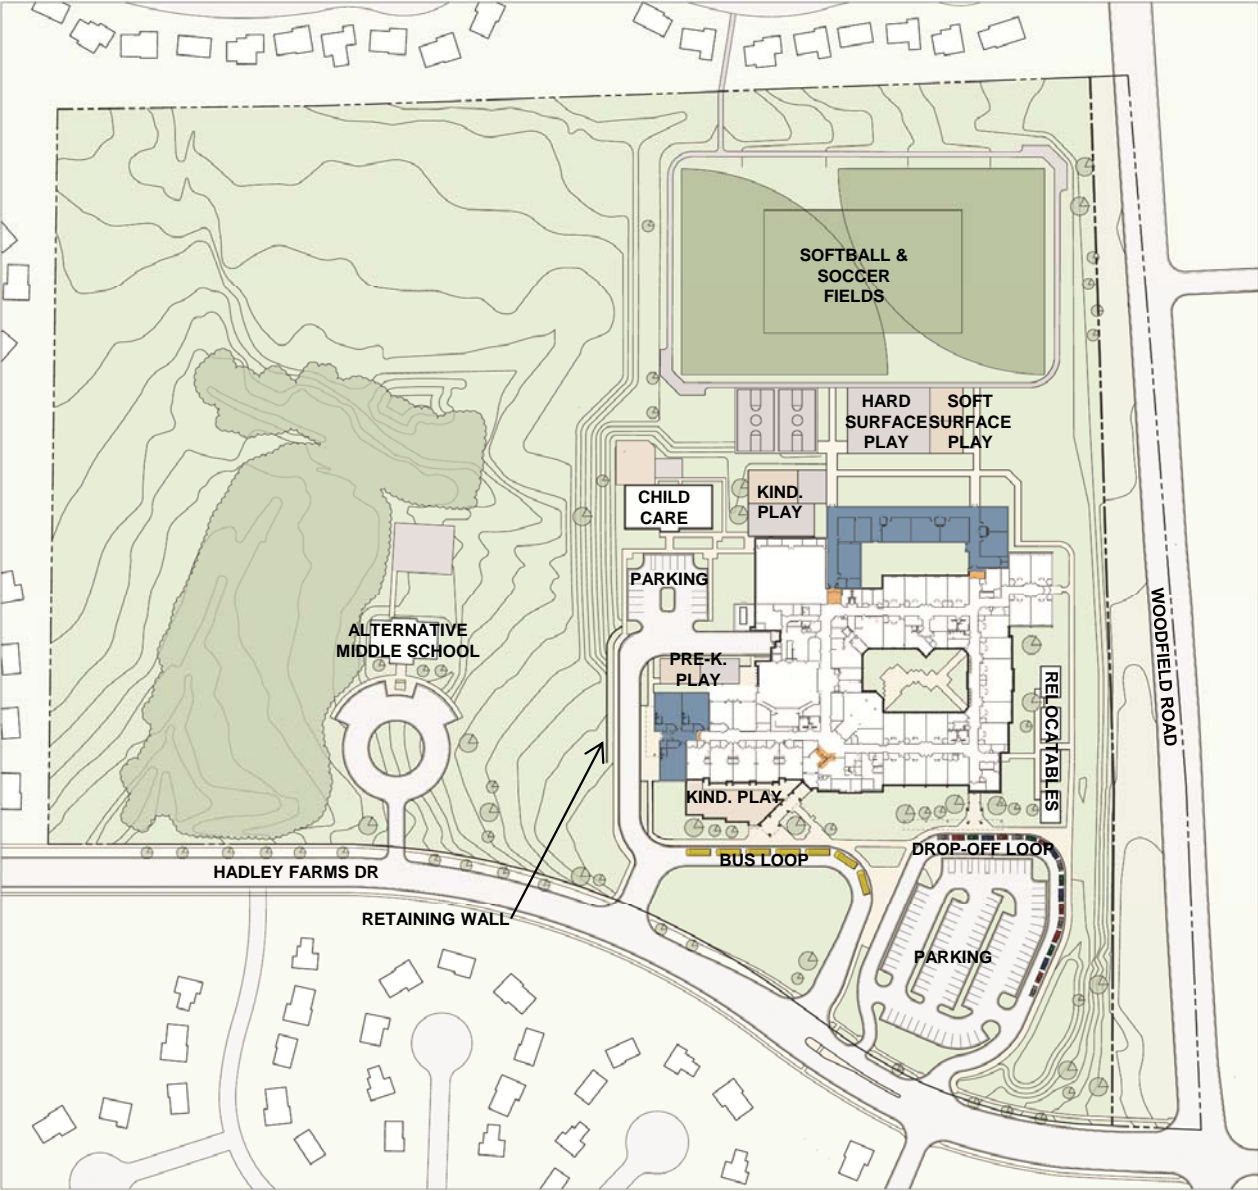 SOFTBALL &
SOCCER
FIELDS
HARD
SURFACE
PLAY
SOFT
SURFACE
PLAY
CHILD
CARE
KIND.
PLAY
PARKING
ALTERNATIVE
MIDDLE SCHOOL
PRE-K.
PLAY
WOODFIELD ROAD
RELOCATABLES
KIND. PLAY
BUS LOOP
DROP-OFF LOOP
HADLEY FARMS DR
RETAINING WALL
PARKING